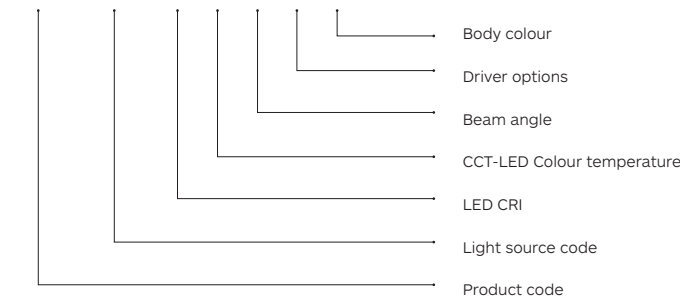 Body colour
Driver options
Beam angle
CCT-LED Colour temperature
LED CRI
Light source code
Product code